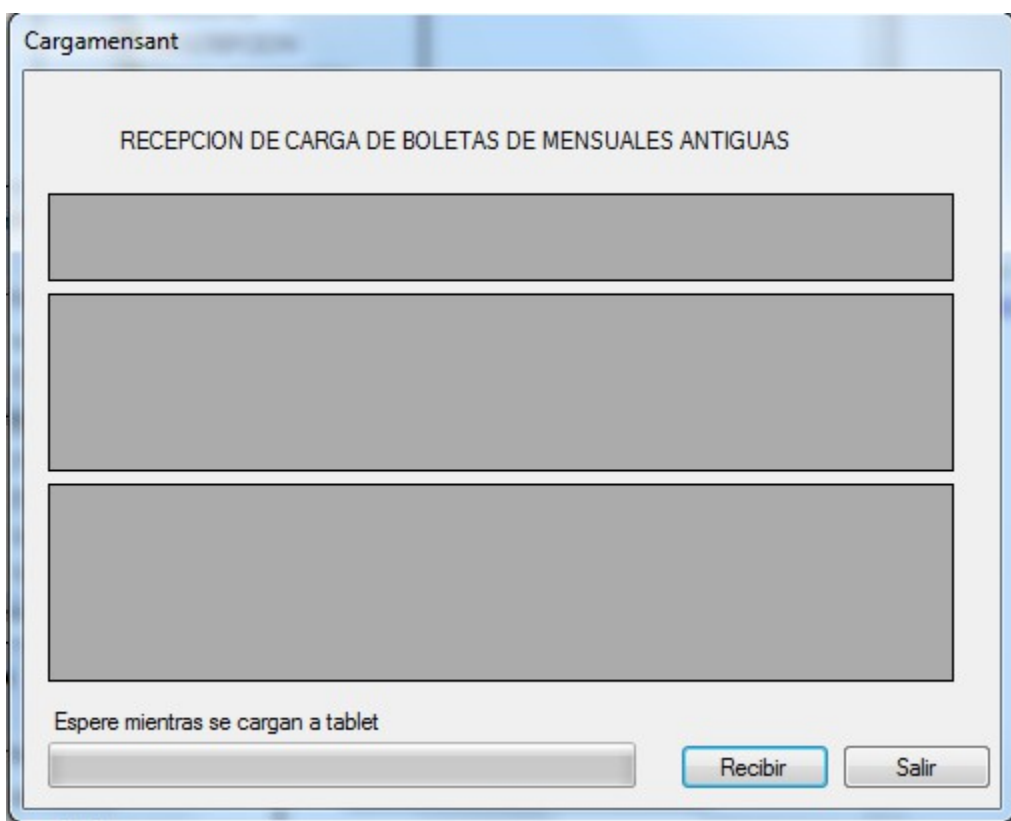 Cargamensant
RECEPCION DE CARGA DE BOLETAS DE MENSUALES ANTIGUAS
Espere mientras se cargan a tablet
Recibir
Salir